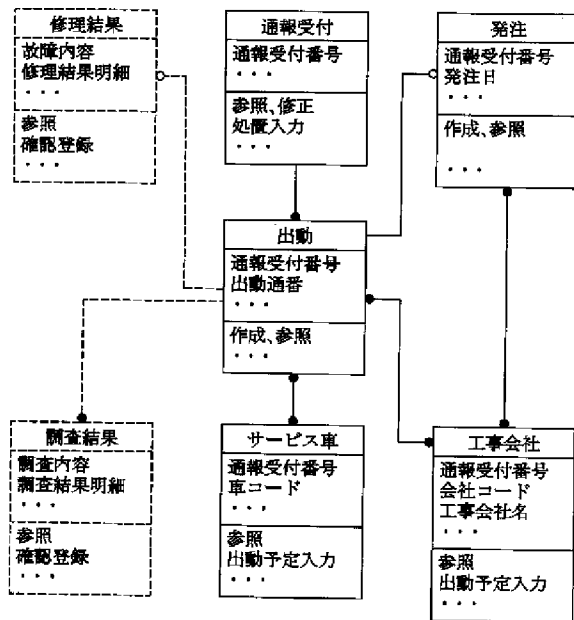 修理結果
故障内容
修理結果明細
・・・
参照
確認登録
・・・
通報受付
通報受付番号
・・・
参照、修正
処置入力
・・・
発注
通報受付番号
発注日
・・・
作成、参照
・・・
出動
通報受付番号
出動通番
・・・
作成、参照
・・・
調査結果
調査内容
調査結果明細
・・・
参照
確認登録
・・・
サービス車
通報受付番号
車コード
・・・
参照
出動予定入力
・・・
工事会社
通報受付番号
会社コード
工事会社名
・・・
参照
出動予定入力
・・・